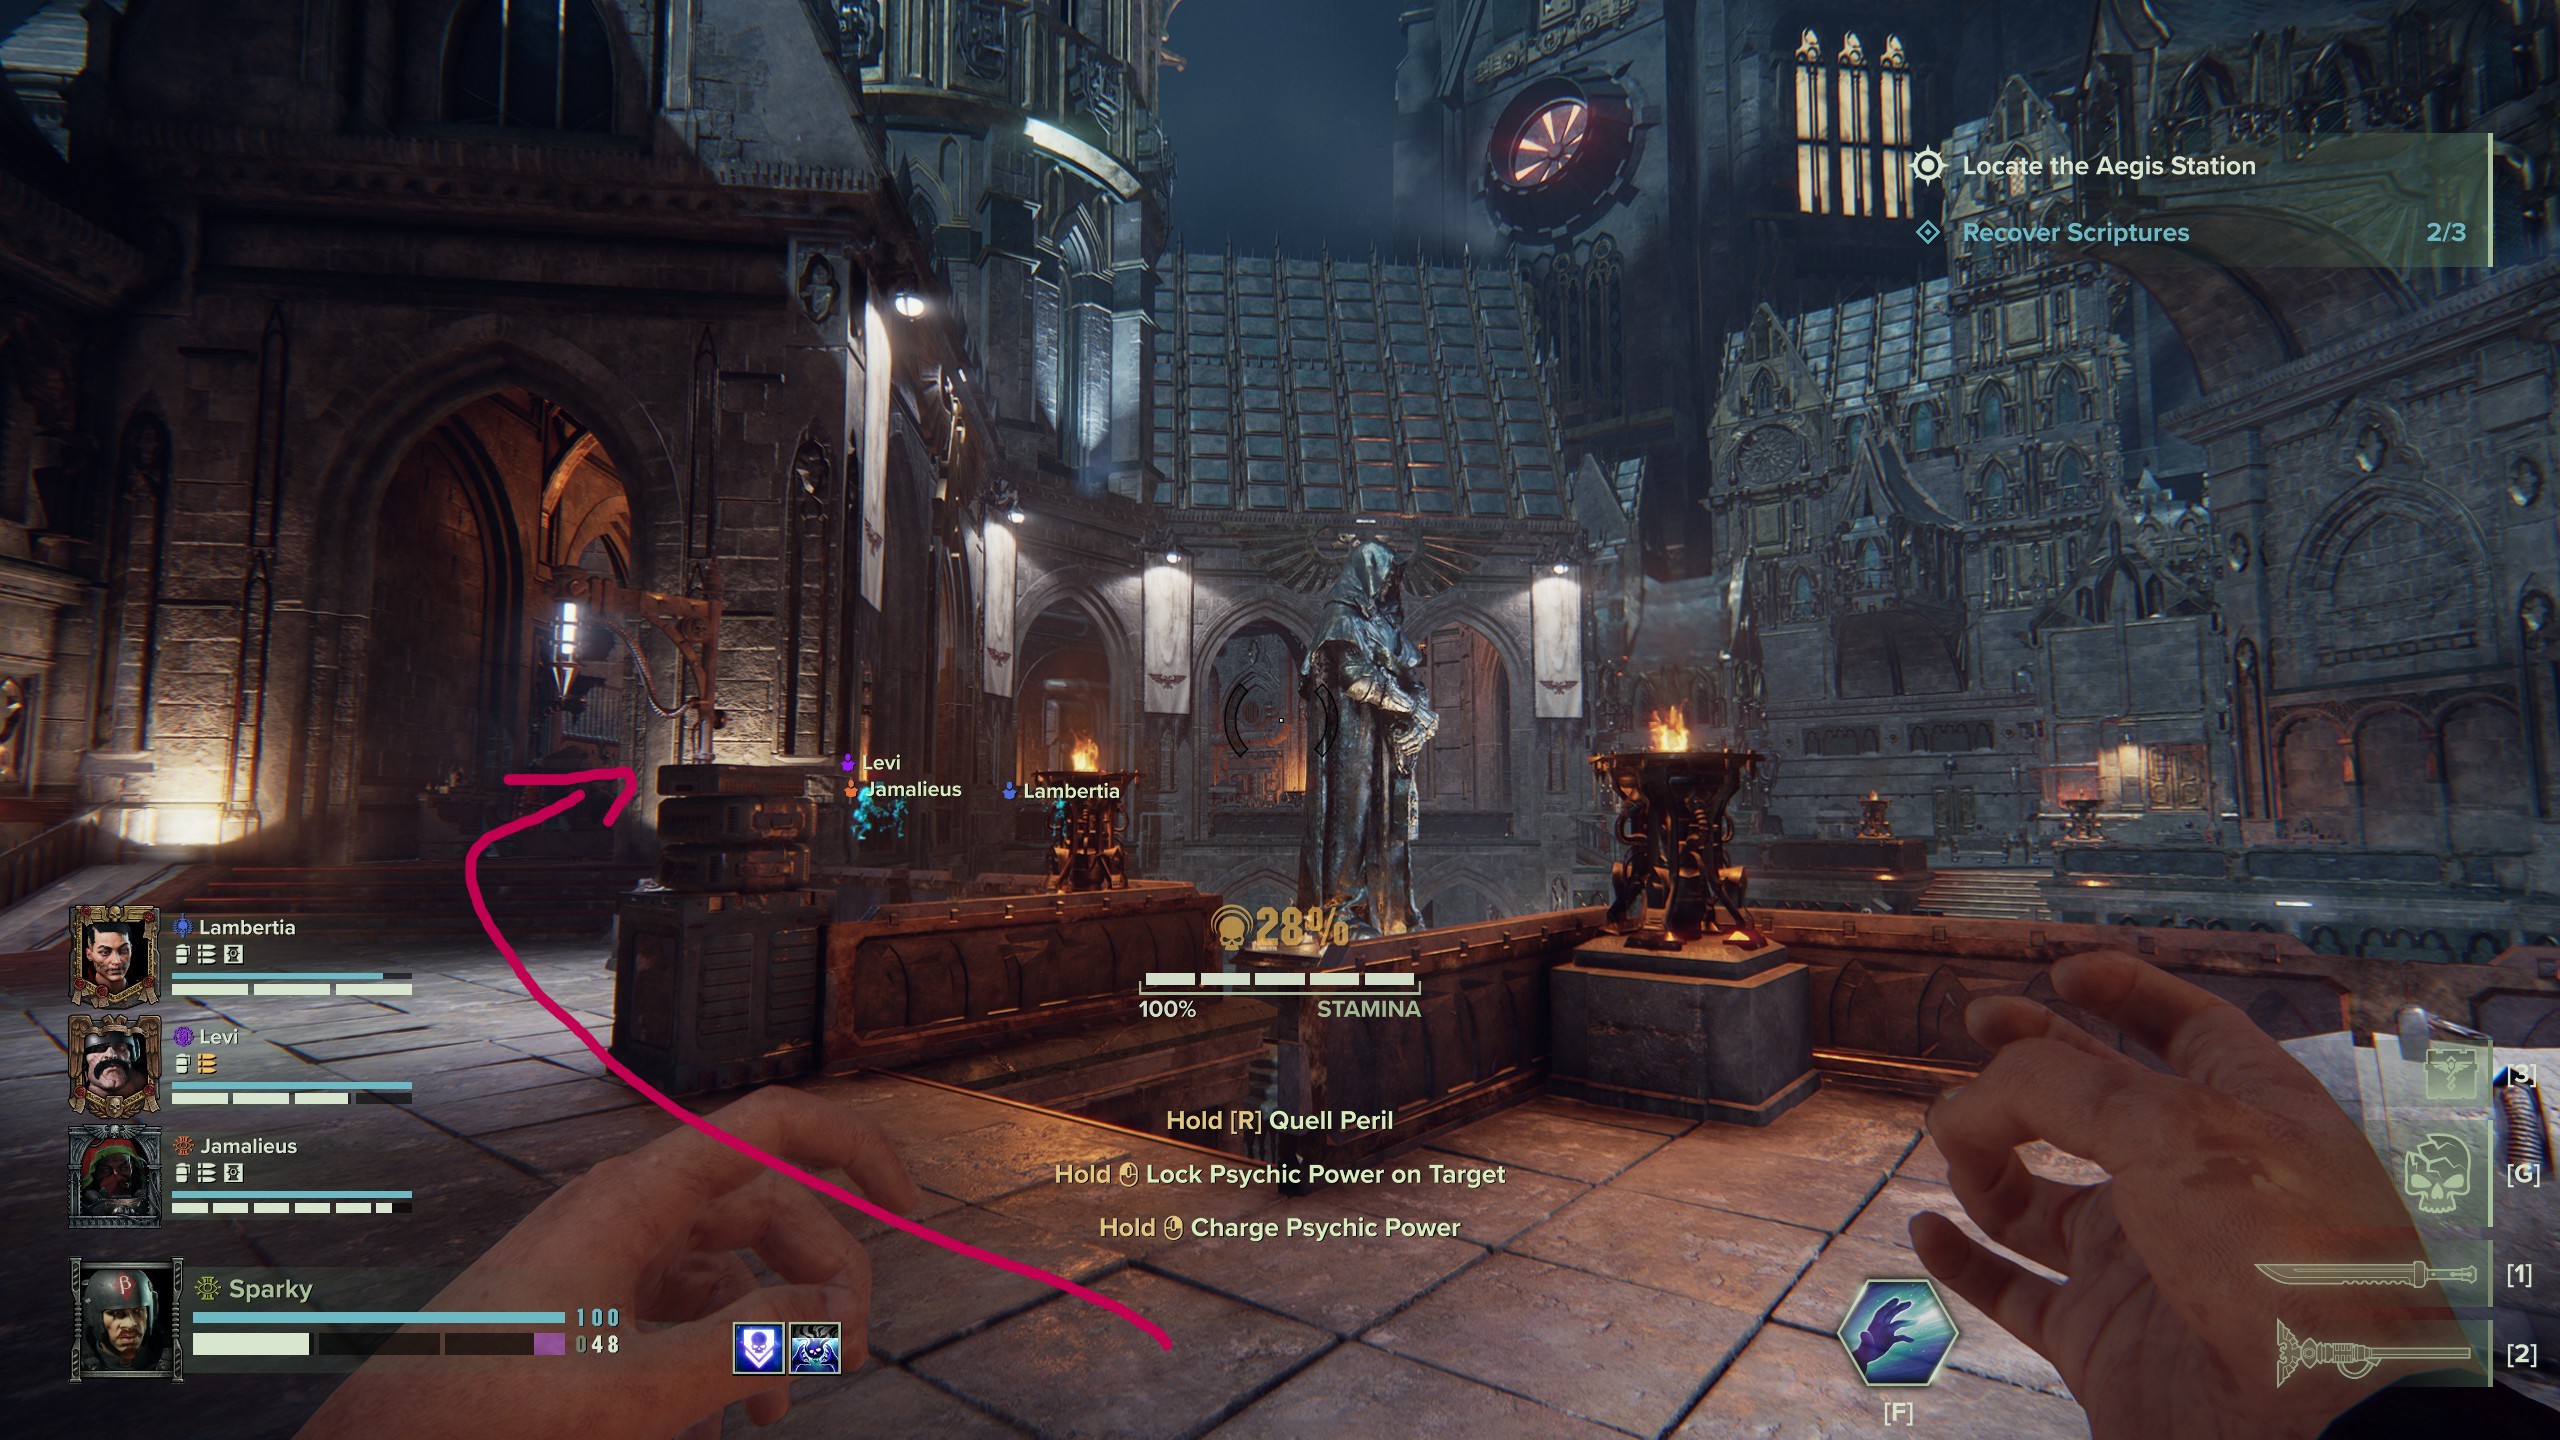 Locate the Aegis Station
Recover Scriptures 2/3
Levi
Jamalieus
Lambertia
28%
100% STAMINA
Hold [R] Quell Peril
Hold Lock Psychic Power on Target
Hold Charge Psychic Power
Lambertia
Levi
Jamalieus
β
Sparky
100
048
[F]
[3]
[G]
[1]
[2]